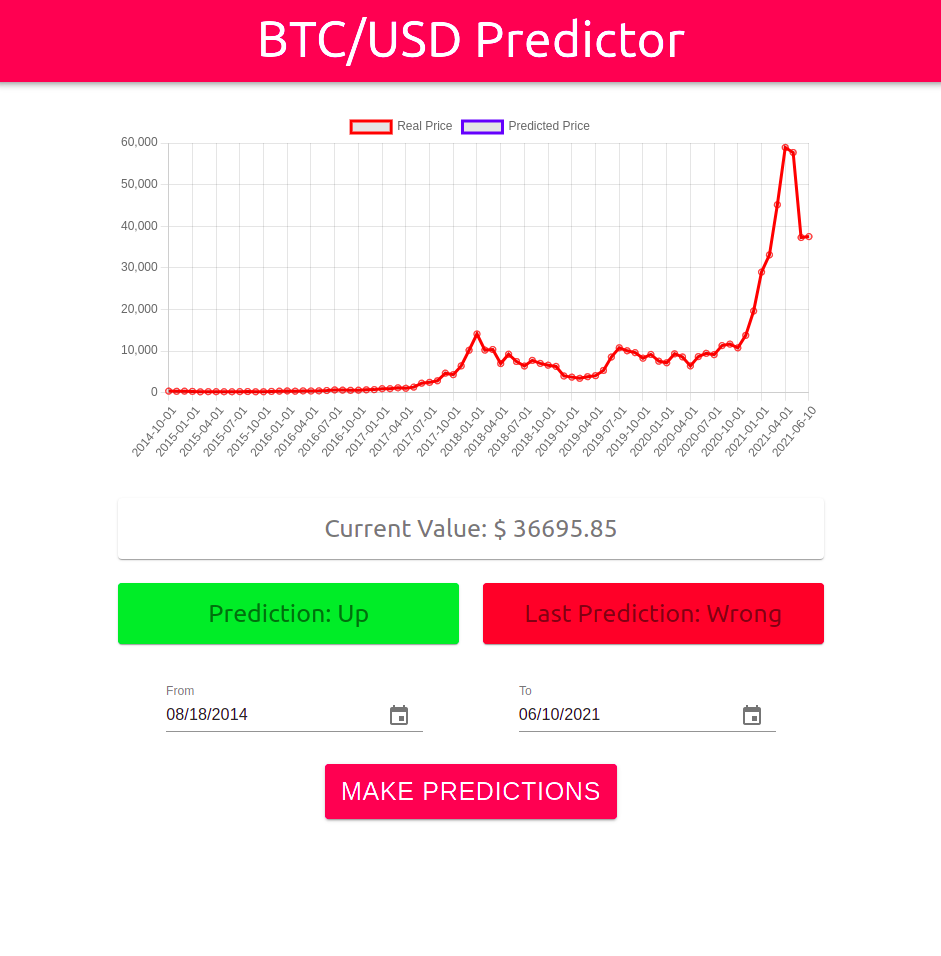 BTC/USD Predictor
Real Price Predicted Price
60,000
50,000
40,000
30,000
20,000
10,000
0
2014-10-01 2015-01-01 2015-04-01 2015-07-01 2015-10-01 2016-01-01 2016-04-01 2016-07-01 2016-10-01 2017-01-01 2017-04-01 2017-07-01 2017-10-01 2018-01-01 2018-04-01 2018-07-01 2018-10-01 2019-01-01 2019-04-01 2019-07-01 2019-10-01 2020-01-01 2020-04-01 2020-07-01 2020-10-01 2021-01-01 2021-04-01 2021-06-10
Current Value: $ 36695.85
Prediction: Up Last Prediction: Wrong
From To
08/18/2014 06/10/2021
MAKE PREDICTIONS